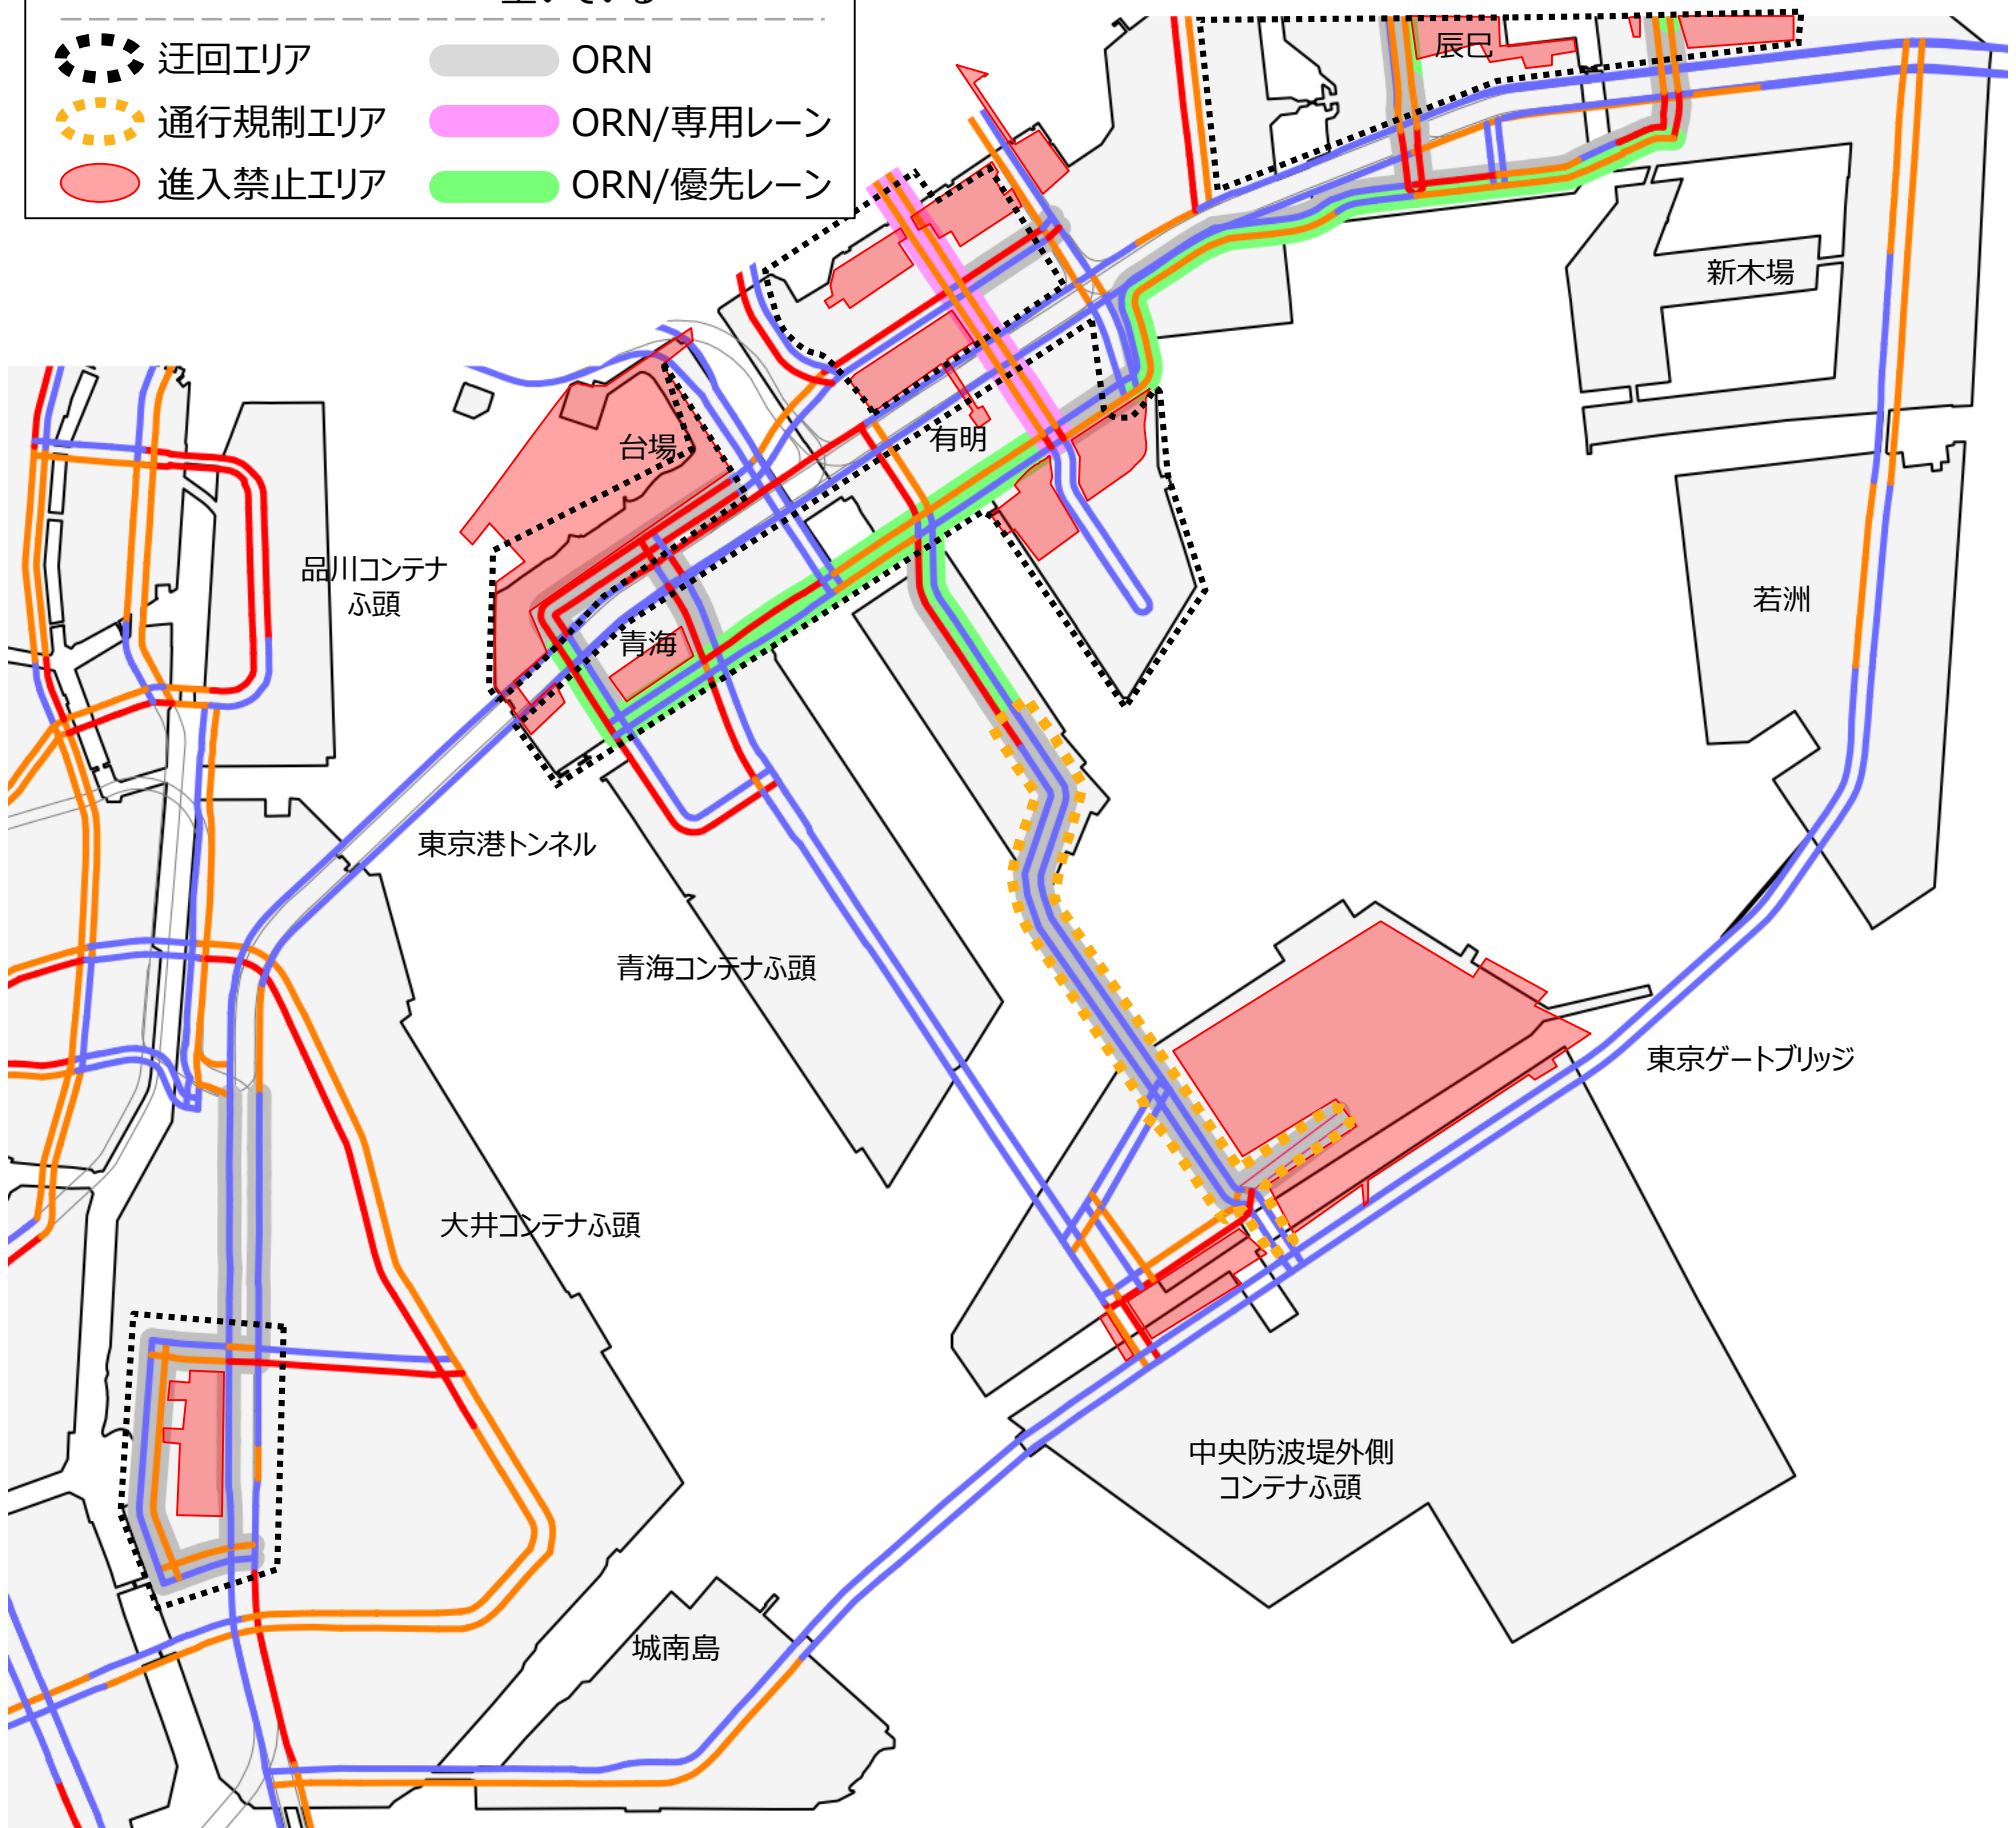 空いている
迂回エリア
ORN
通行規制エリア
ORN/専用レーン
進入禁止エリア
ORN/優先レーン
辰巳
新木場
有明
台場
品川コンテナ
ふ頭
青海
若洲
東京港トンネル
青海コンテナふ頭
東京ゲートブリッジ
大井コンテナふ頭
中央防波堤外側
コンテナふ頭
城南島